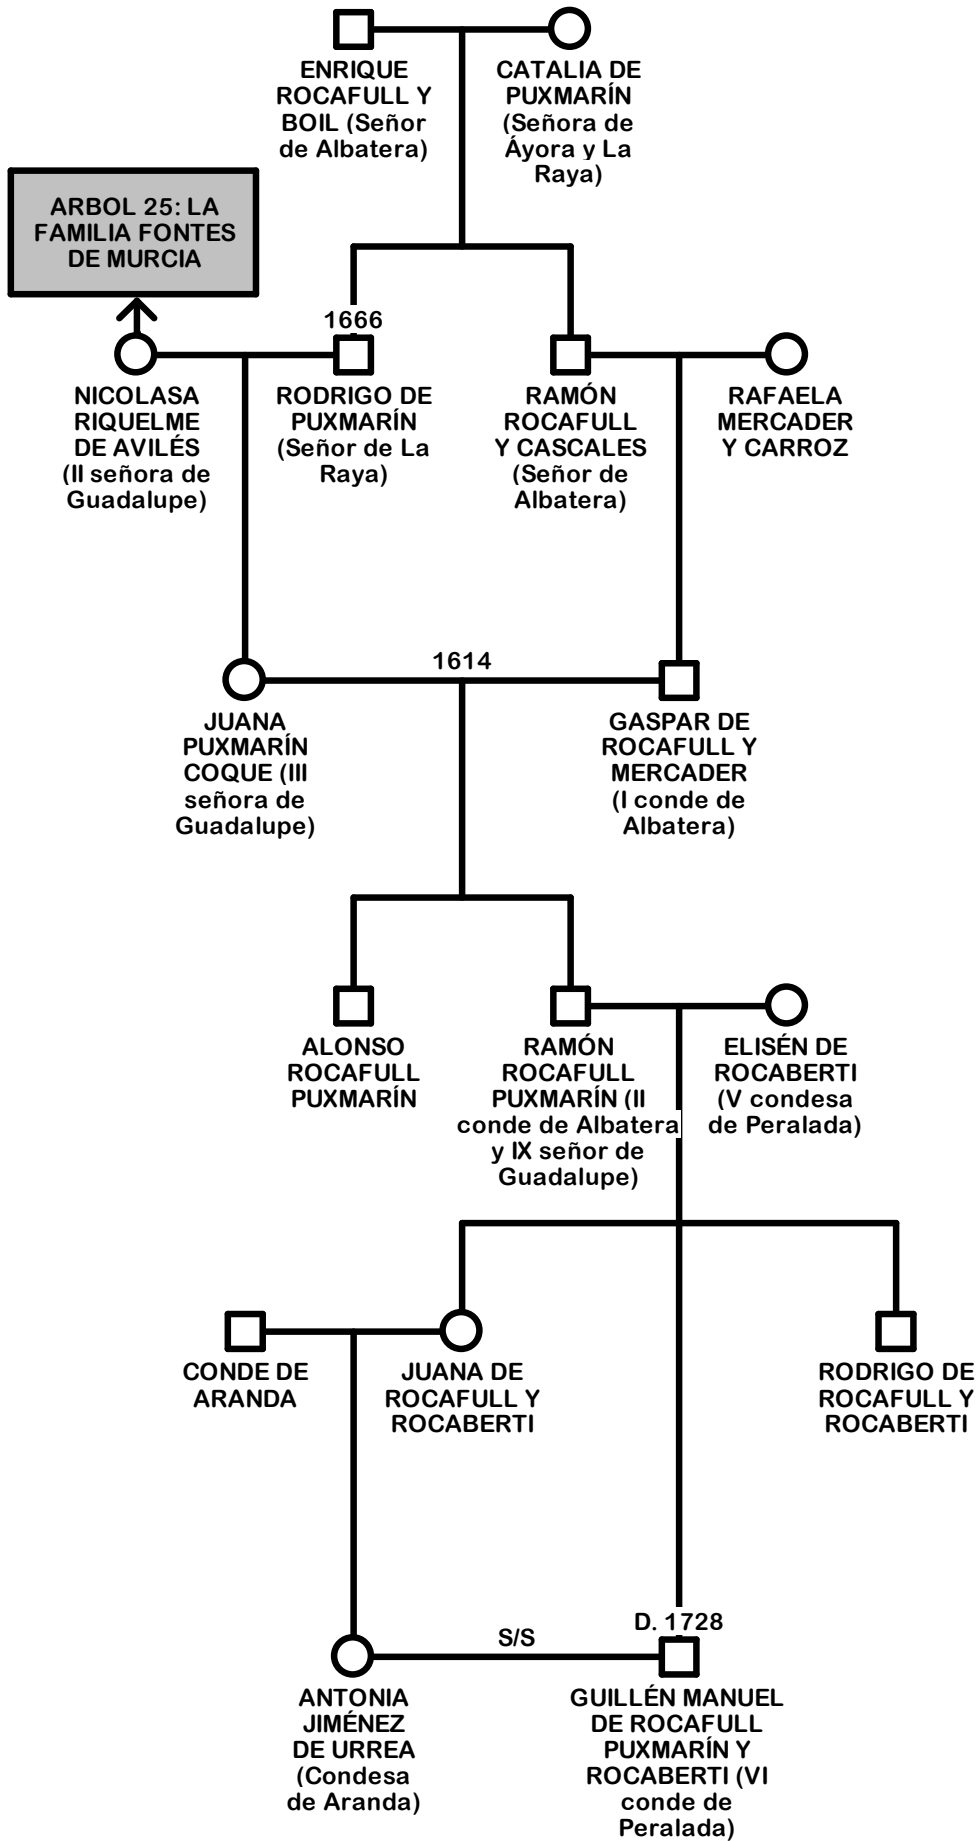 ENRIQUE
ROCAFULL Y
BOIL (Señor
de Albatera)
CATALIA DE
PUXMARÍN
(Señora de
Áyora y La
Raya)
ARBOL 25: LA
FAMILIA FONTES
DE MURCIA
1666
NICOLASA
RIQUELME
DE AVILÉS
(II señora de
Guadalupe)
RODRIGO DE
PUXMARÍN
(Señor de La
Raya)
RAMÓN
ROCAFULL
Y CASCALES
(Señor de
Albatera)
RAFAELA
MERCADER
Y CARROZ
1614
JUANA
PUXMARÍN
COQUE (III
señora de
Guadalupe)
GASPAR DE
ROCAFULL Y
MERCADER
(I conde de
Albatera)
ALONSO
ROCAFULL
PUXMARÍN
RAMÓN
ROCAFULL
PUXMARÍN (II
conde de Albatera
y IX señor de
Guadalupe)
ELISÉN DE
ROCABERTI
(V condesa
de Peralada)
CONDE DE
ARANDA
JUANA DE
ROCAFULL Y
ROCABERTI
RODRIGO DE
ROCAFULL Y
ROCABERTI
S/S
D. 1728
ANTONIA
JIMÉNEZ
DE URREA
(Condesa
de Aranda)
GUILLÉN MANUEL
DE ROCAFULL
PUXMARÍN Y
ROCABERTI (VI
conde de
Peralada)